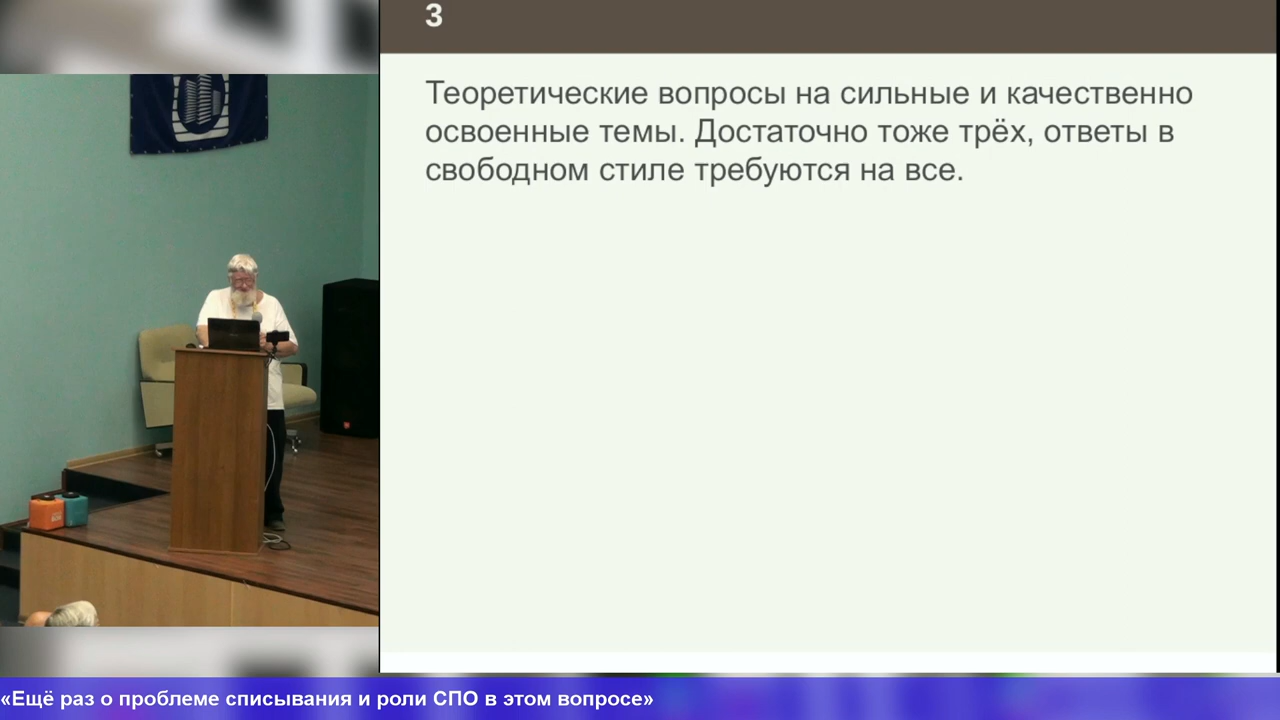 3
Теоретические вопросы на сильные и качественно
освоенные темы. Достаточно тоже трёх, ответы в
свободном стиле требуются на все.
«Ещё раз о проблеме списывания и роли СПО в этом вопросе»